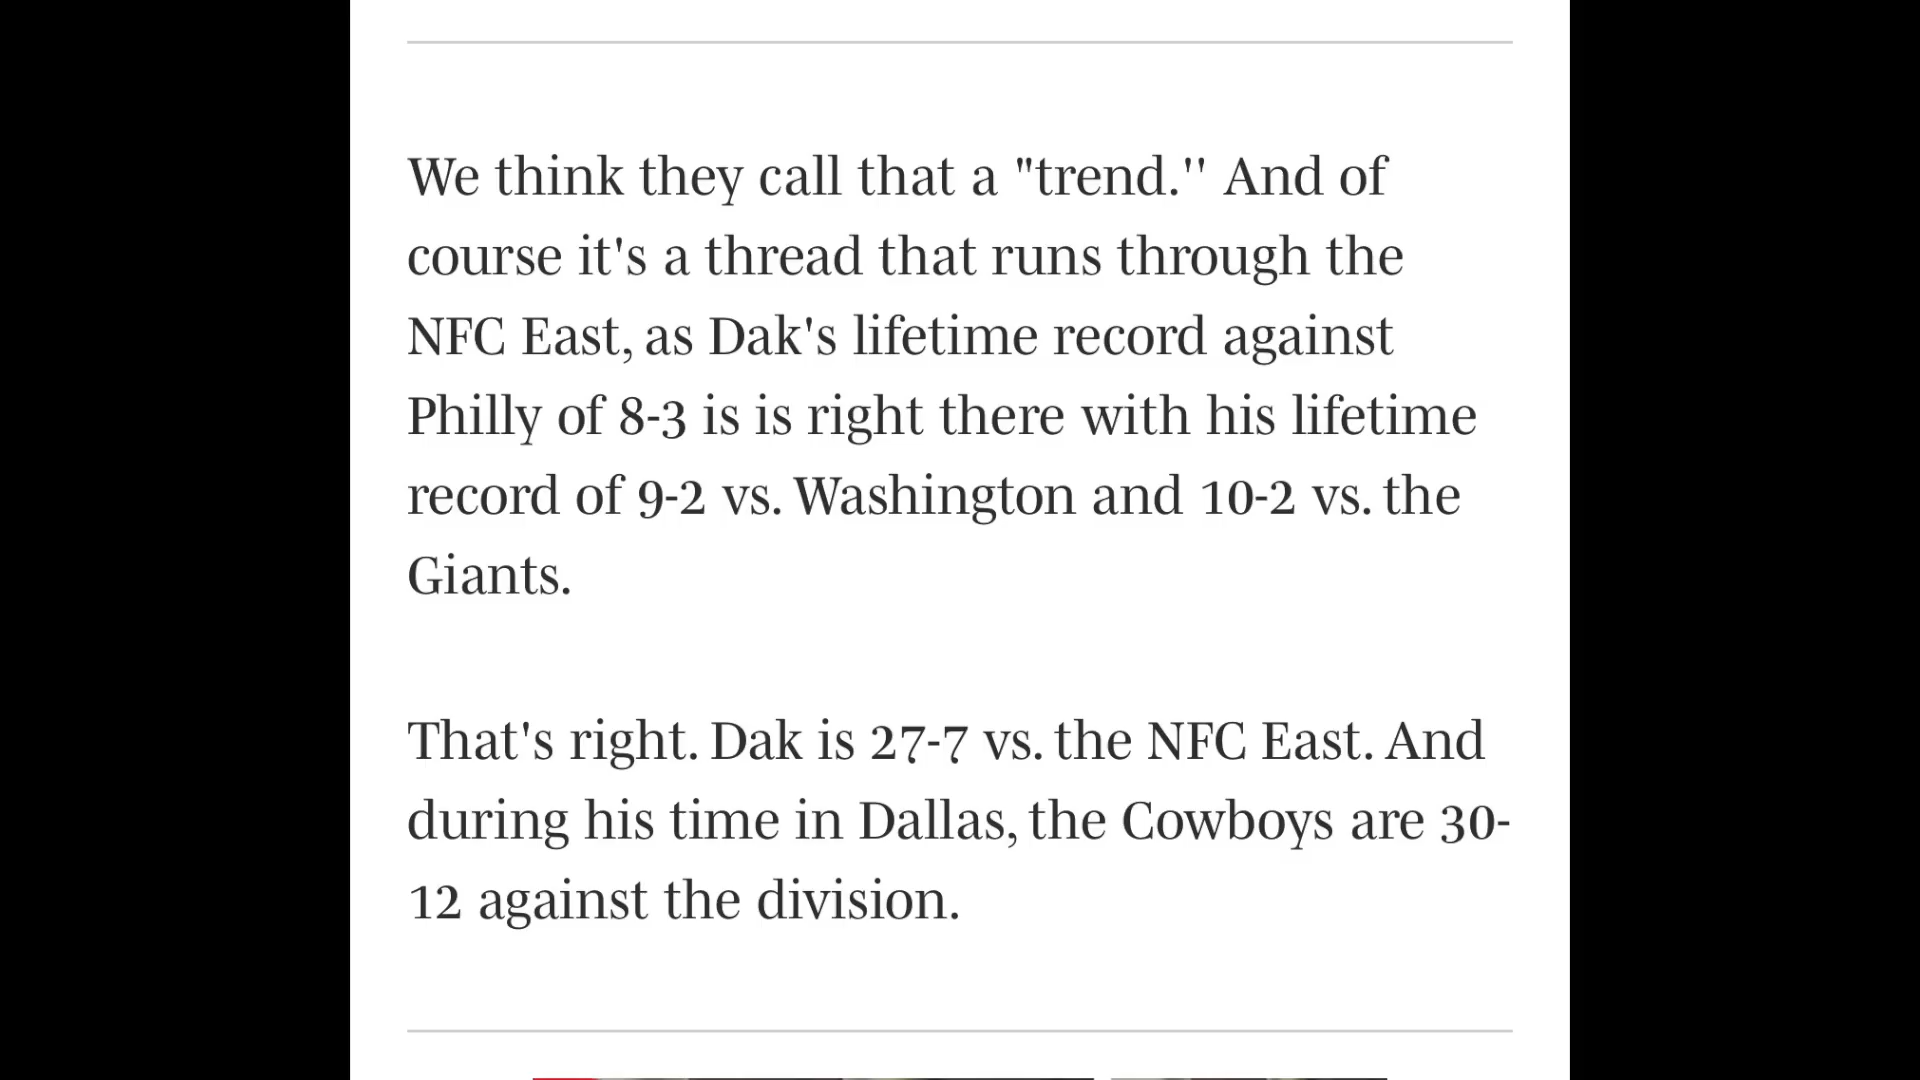 We think they call that a "trend.'' And of
course it's a thread that runs through the
NFC East, as Dak's lifetime record against
Philly of 8-3 is is right there with his lifetime
record of 9-2 vs. Washington and 10-2 vs. the
Giants.
That's right. Dak is 27-7 vs. the NFC East. And
during his time in Dallas, the Cowboys are 30-
12 against the division.